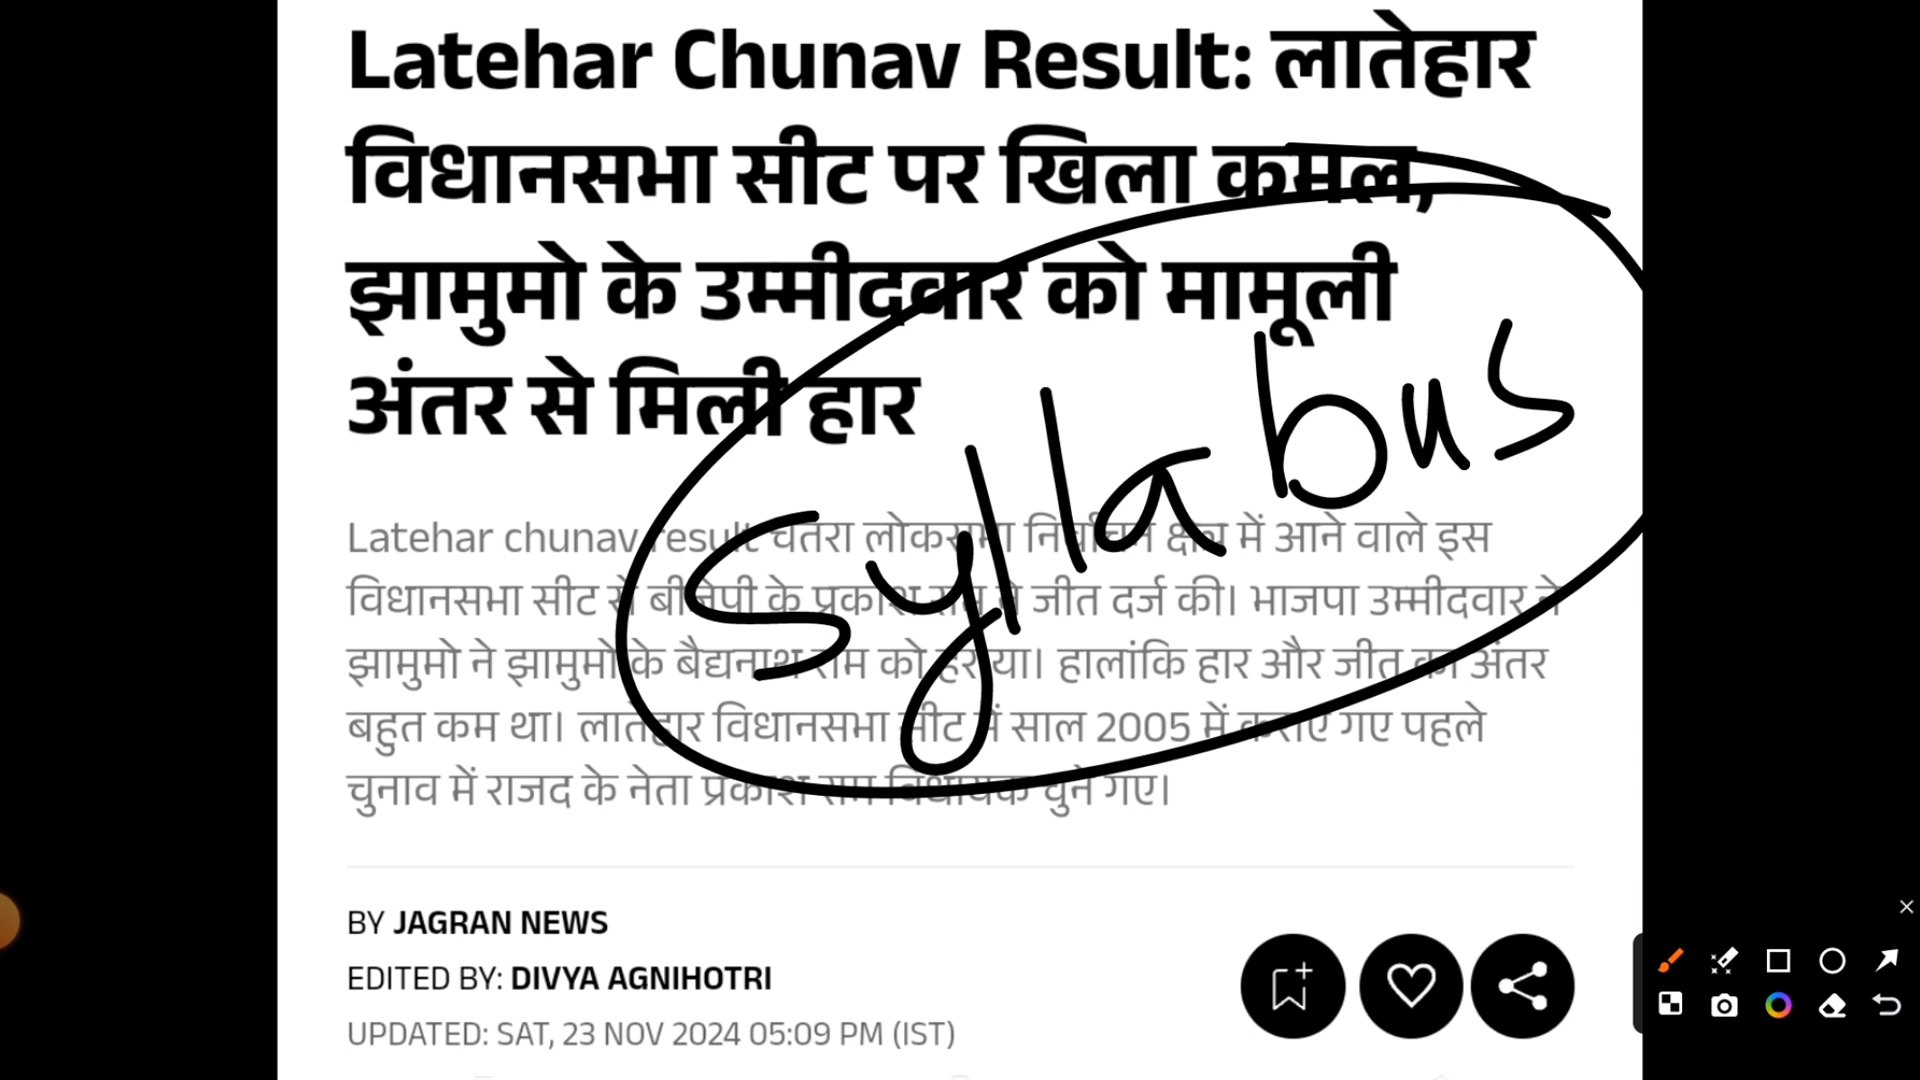 Latehar Chunav Result: लातेहार
विधानसभा सीट पर खिला कमल,
झामुमो के उम्मीदवार को मामूली
अंतर से मिली हार
syllabus
Latehar chunav result चतरा लोकसभा निर्वाचन क्षेत्र में आने वाले इस
विधानसभा सीट से बीजेपी के प्रकाश राम ने जीत दर्ज की। भाजपा उम्मीदवार ने
झामुमो ने झामुमो के बैद्यनाथ राम को हराया। हालांकि हार और जीत का अंतर
बहुत कम था। लातेहार विधानसभा सीट में साल 2005 में कराए गए पहले
चुनाव में राजद के नेता प्रकाश राम विधायक चुने गए।
BY JAGRAN NEWS
EDITED BY: DIVYA AGNIHOTRI
UPDATED: SAT, 23 NOV 2024 05:09 PM (IST)